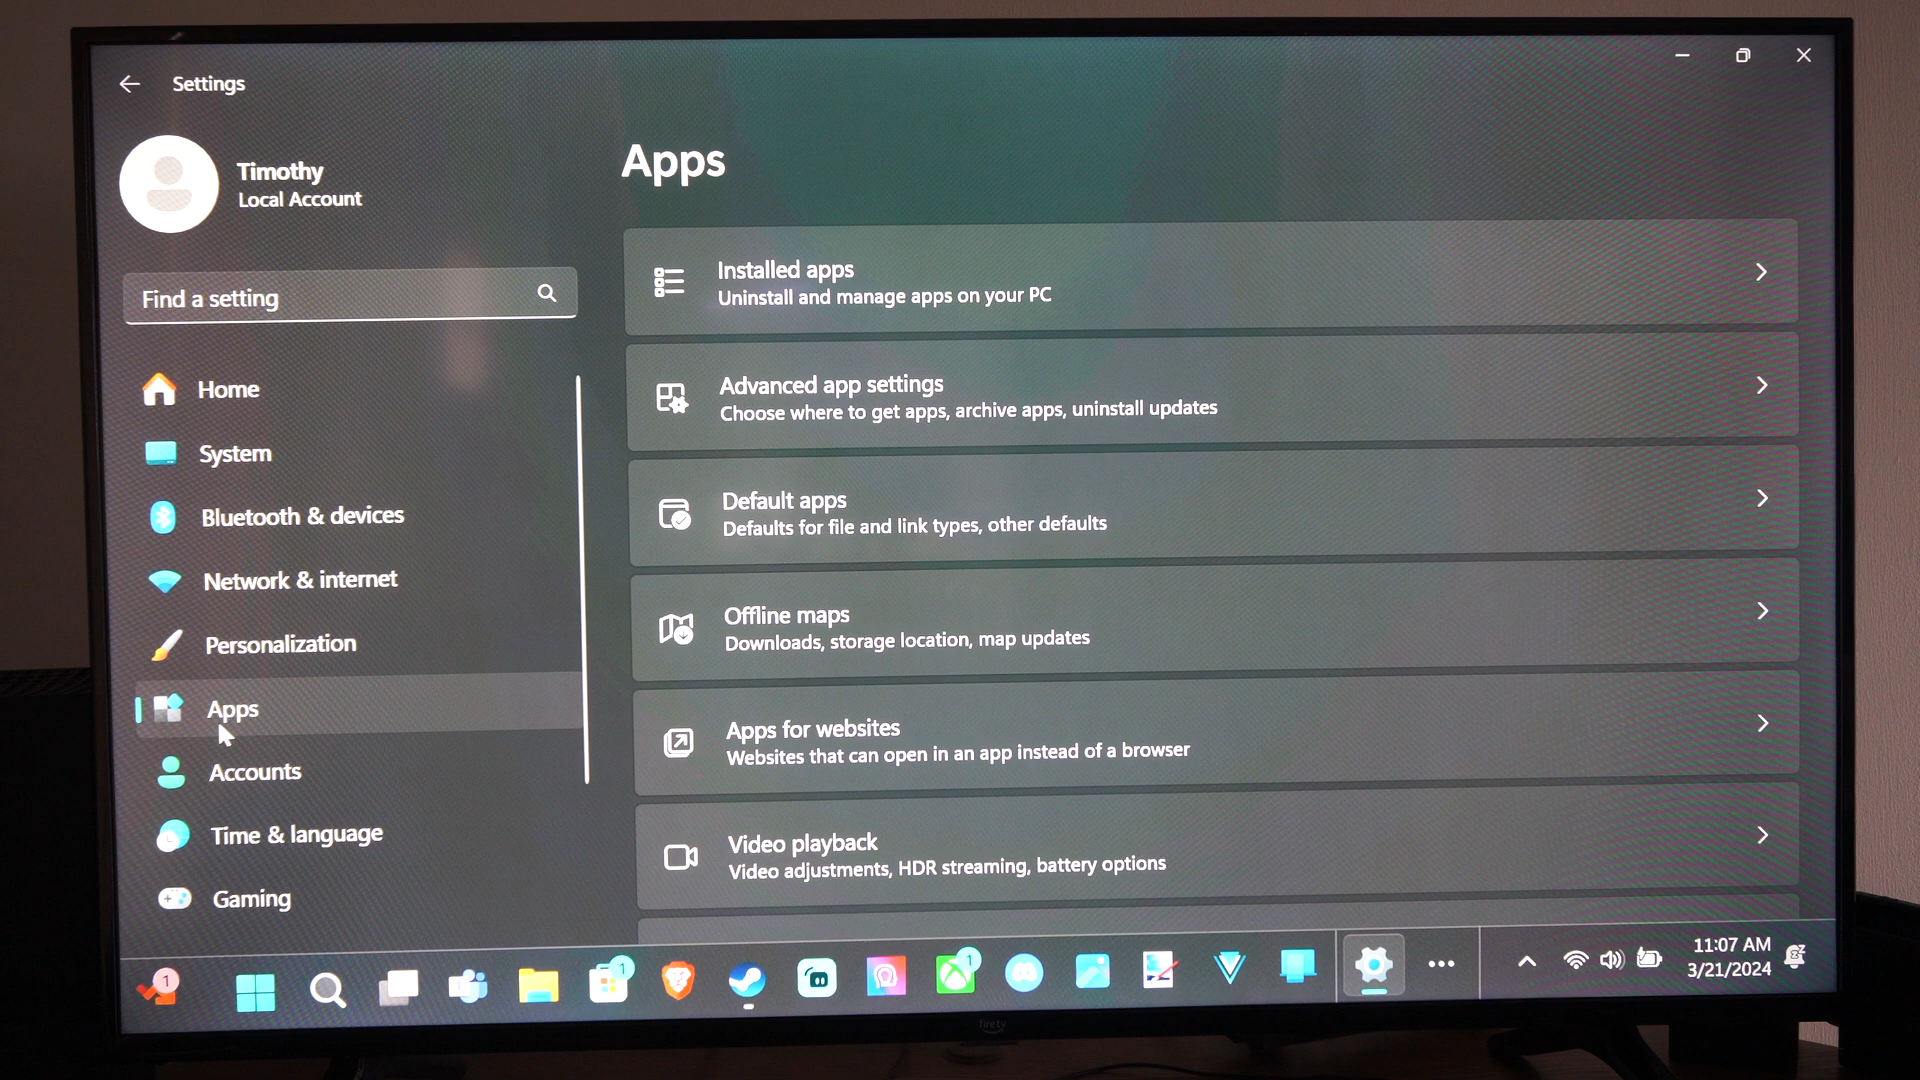 Settings
Timothy
Local Account
Find a setting
Home
System
Bluetooth & devices
Network & internet
Personalization
Apps
Accounts
Time & language
Gaming
Apps
Installed apps
Uninstall and manage apps on your PC
Advanced app settings
Choose where to get apps, archive apps, uninstall updates
Default apps
Defaults for file and link types, other defaults
Offline maps
Downloads, storage location, map updates
Apps for websites
Websites that can open in an app instead of a browser
Video playback
Video adjustments, HDR streaming, battery options
1
1
1
11:07 AM
3/21/2024
firetv